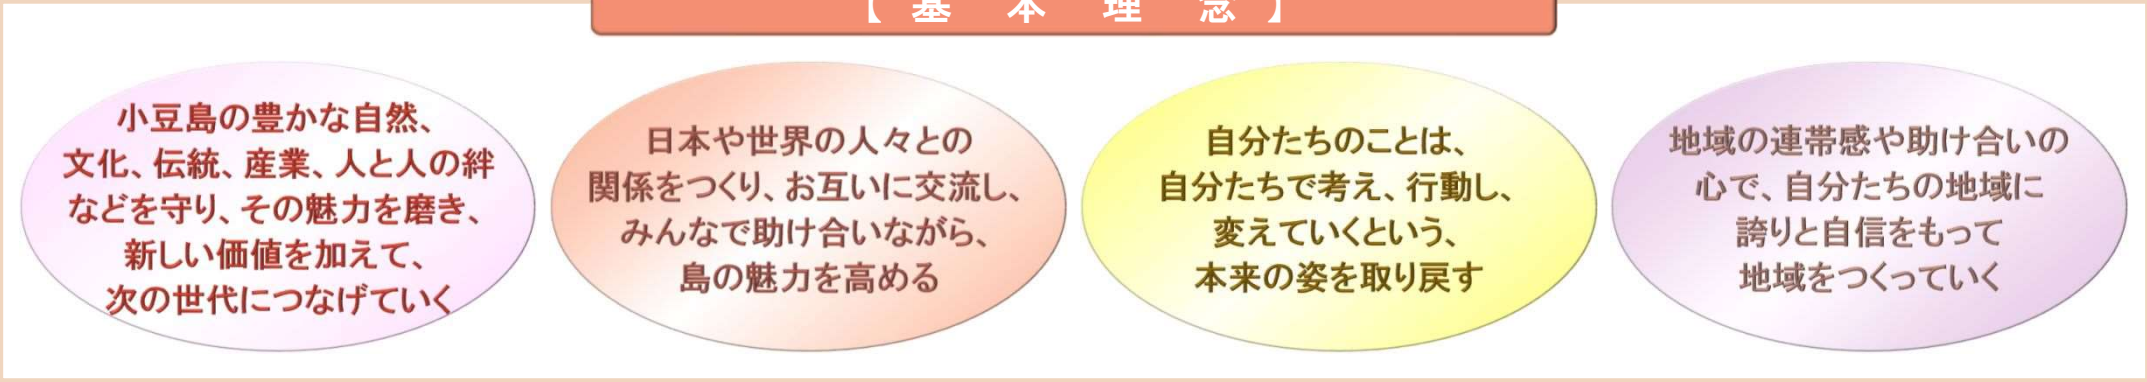 【基本理念】
小豆島の豊かな自然、
文化、伝統、産業、人と人の絆
などを守り、その魅力を磨き、
新しい価値を加えて、
次の世代につなげていく
日本や世界の人々との
関係をつくり、お互いに交流し、
みんなで助け合いながら、
島の魅力を高める
自分たちのことは、
自分たちで考え、行動し、
変えていくという、
本来の姿を取り戻す
地域の連帯感や助け合いの
心で、自分たちの地域に
誇りと自信をもって
地域をつくっていく